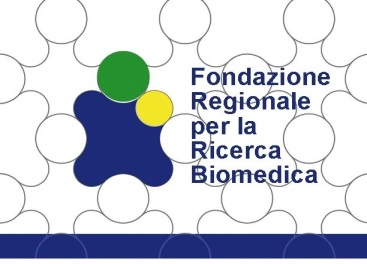 Fondazione
Regionale
per la
Ricerca
Biomedica